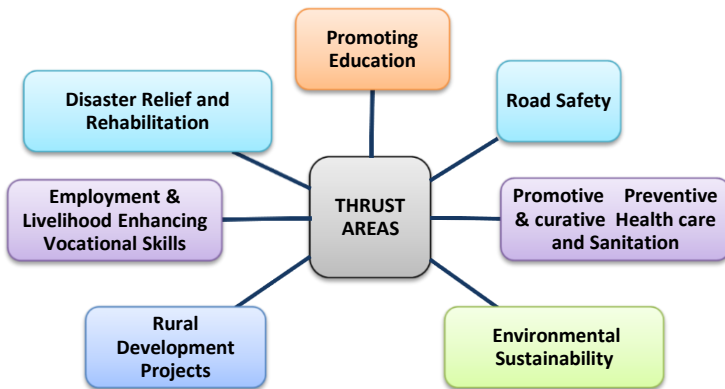 Promoting
Education
Disaster Relief and
Rehabilitation
Road Safety
Employment &
Livelihood Enhancing
Vocational Skills
THRUST
AREAS
Promotive Preventive
& curative Health care
and Sanitation
Rural
Development
Projects
Environmental
Sustainability